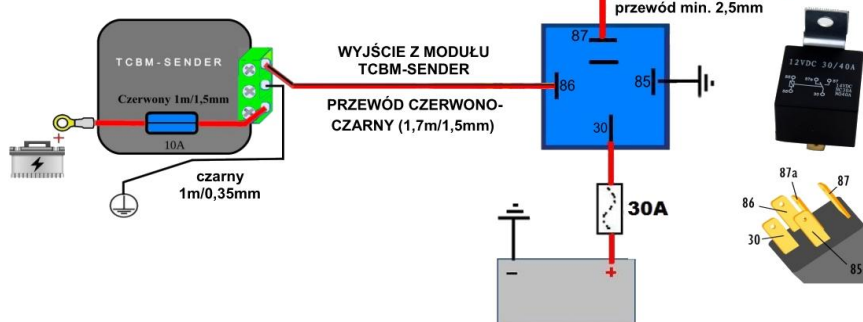 przewód min. 2,5mm
87
TCBM-SENDER
WYJŚCIE Z MODUŁU
TCBM-SENDER
86
85
Czerwony 1m/1,5mm
PRZEWÓD CZERWONO-
CZARNY (1,7m/1,5mm)
10A
+
30
czarny
1m/0,35mm
30A
-
+
12VDC 30/40A
87a
87
86
30
85